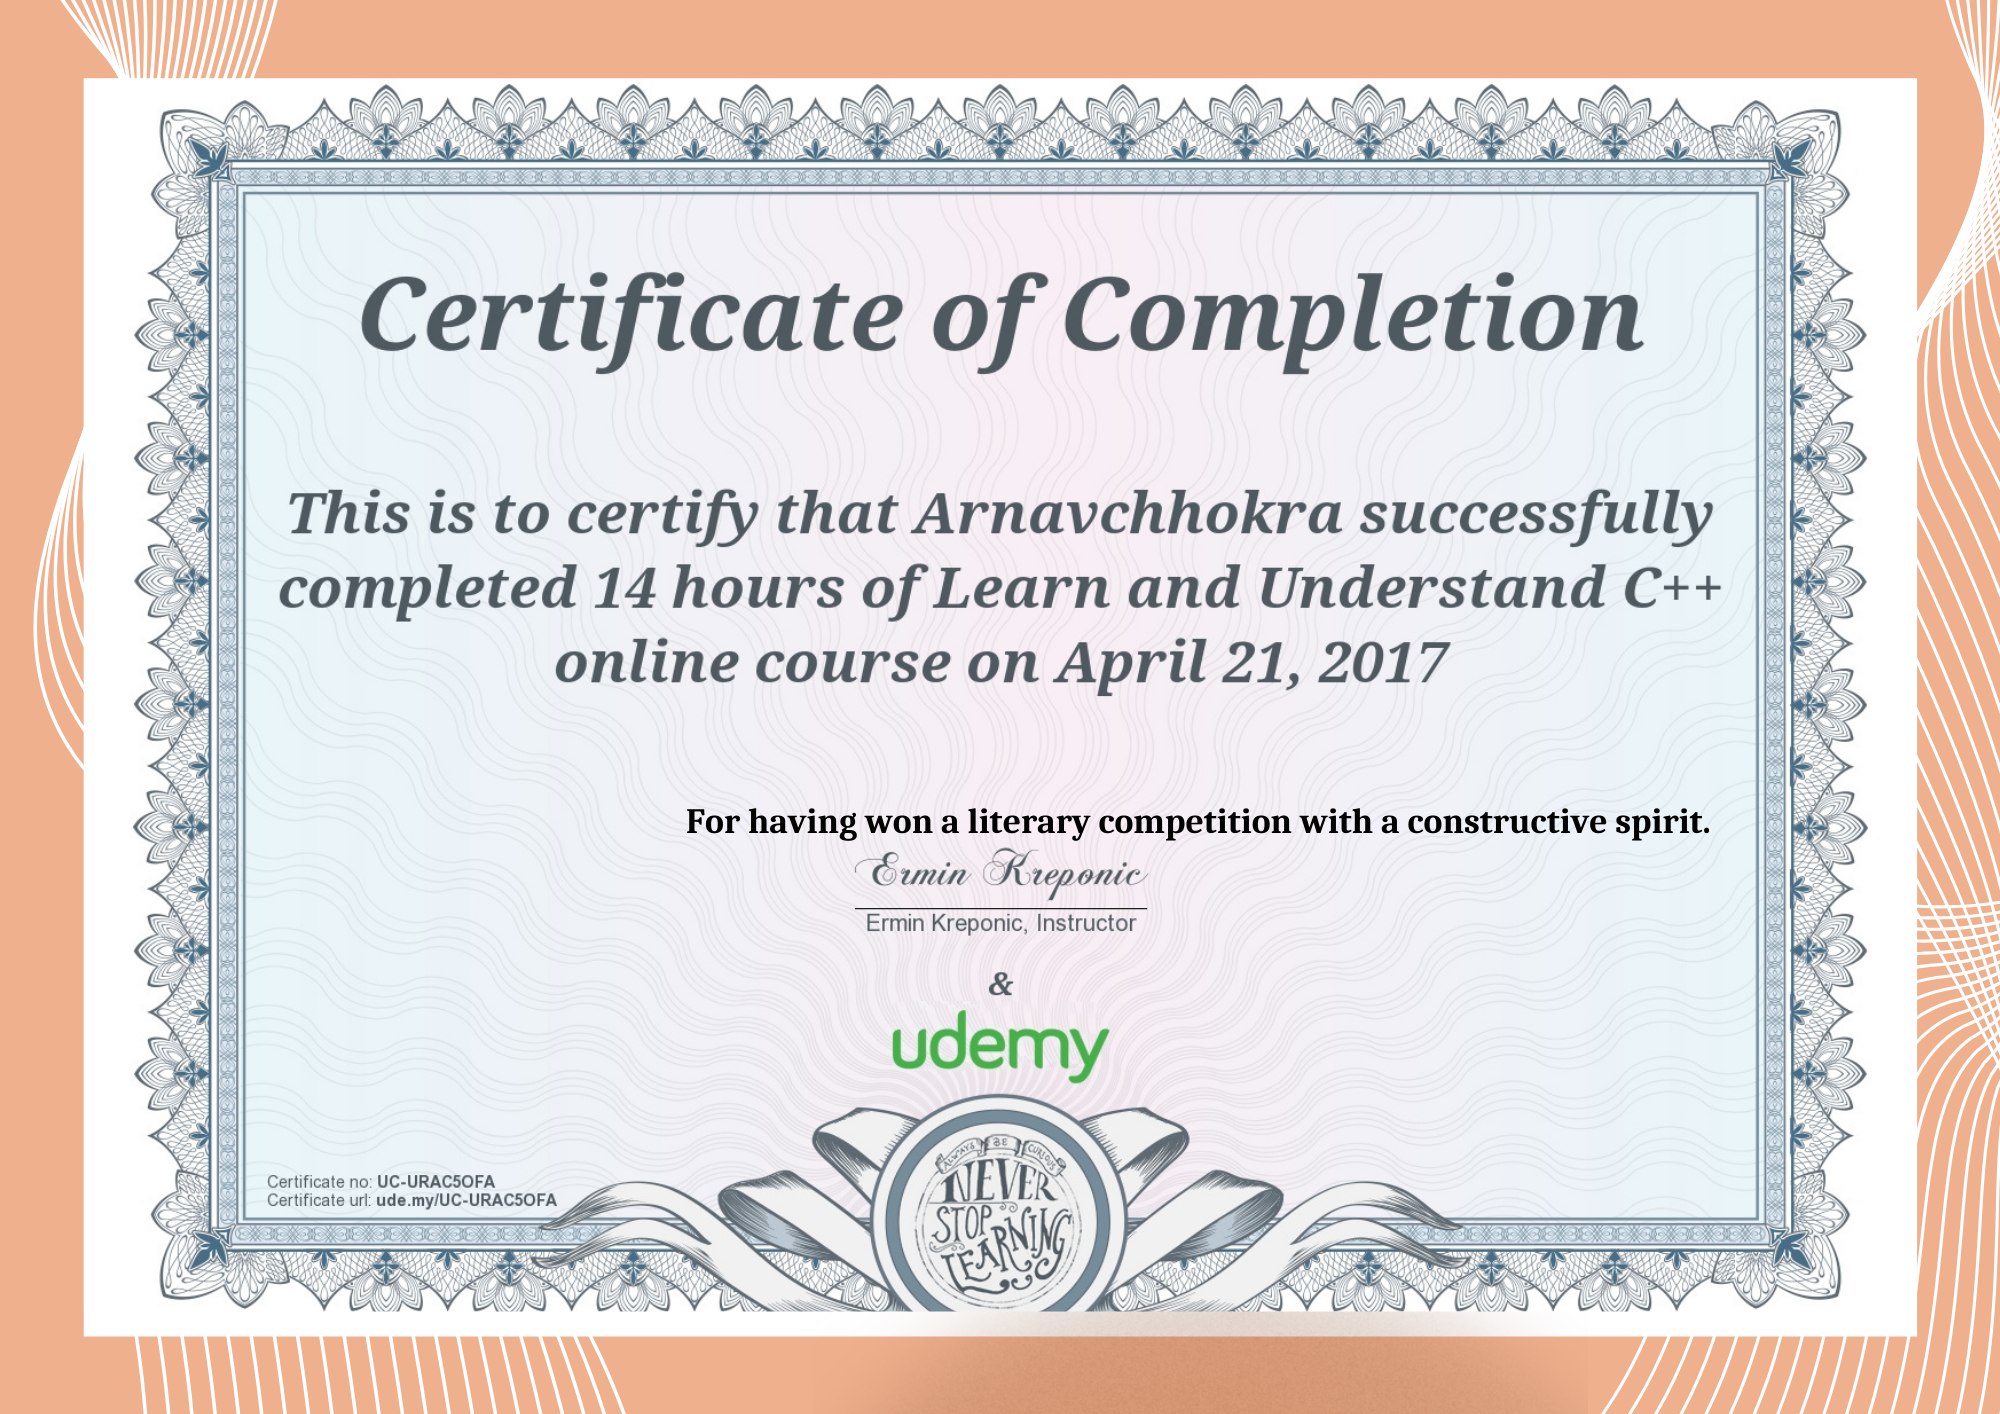 Certificate of Completion
This is to certify that Arnavchhokra successfully
completed 14 hours of Learn and Understand C++
online course on April 21, 2017
For having won a literary competition with a constructive spirit.
Ermin Kreponic
Ermin Kreponic, Instructor
&
udemy
Certificate no: UC-URAC5OFA
Certificate url: ude.my/UC-URAC5OFA
ALWAYS BE CURIOUS
NEVER
STOP
LEARNING